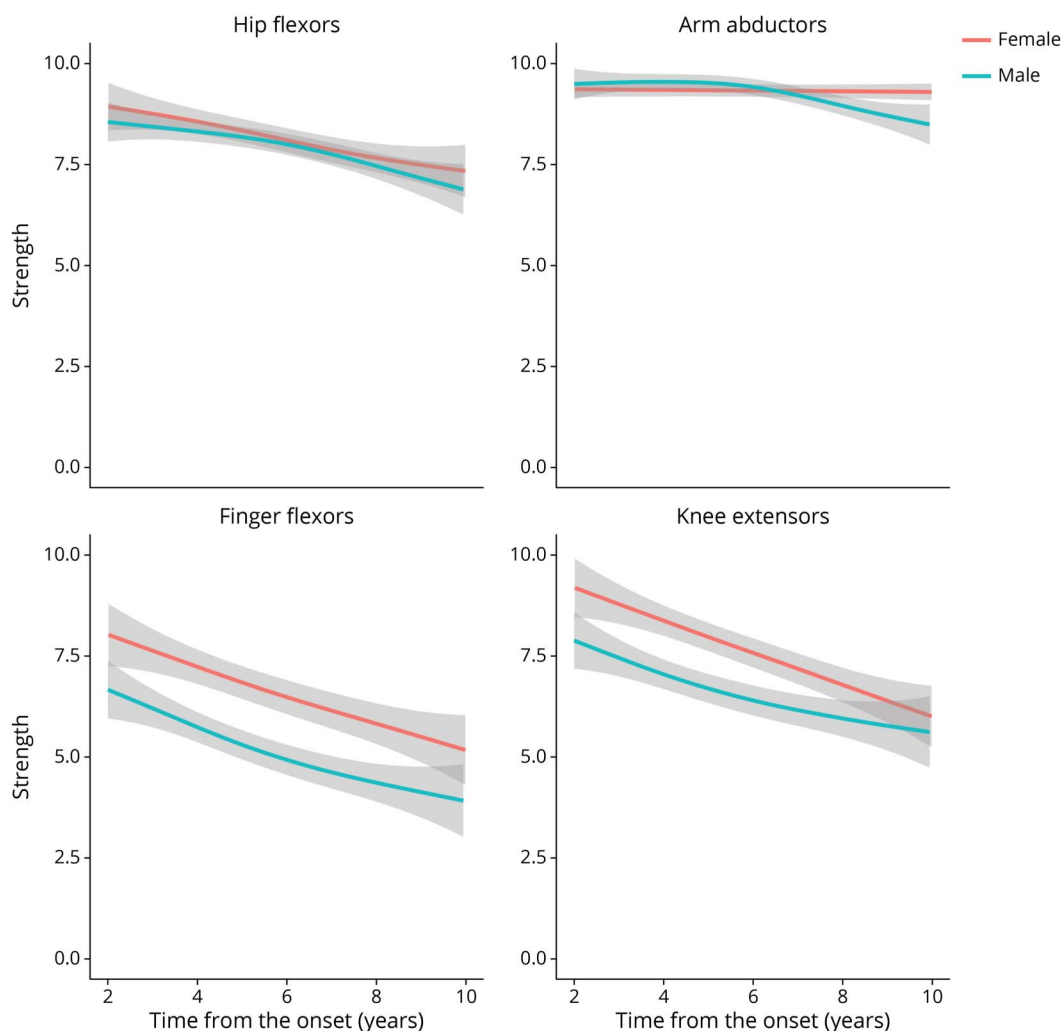 Hip flexors
Arm abductors
Female
Male
10.0
7.5
5.0
2.5
0.0
Strength
10.0
7.5
5.0
2.5
0.0
Finger flexors
Knee extensors
10.0
7.5
5.0
2.5
0.0
Strength
10.0
7.5
5.0
2.5
0.0
2 4 6 8 10
2 4 6 8 10
Time from the onset (years)
Time from the onset (years)